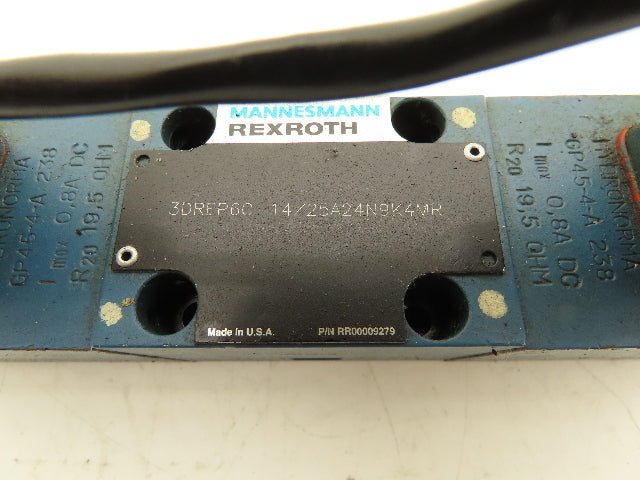 MANNESMANN
REXROTH
3DREP6C 14/25A24N9K4MR
Made in U.S.A. P/N RR00009279
GP45-4-A 238
I max 0,8A DC
R20 19,5 OHM
GP45-4-A 238
I max 0,8A DC
R20 19,5 OHM